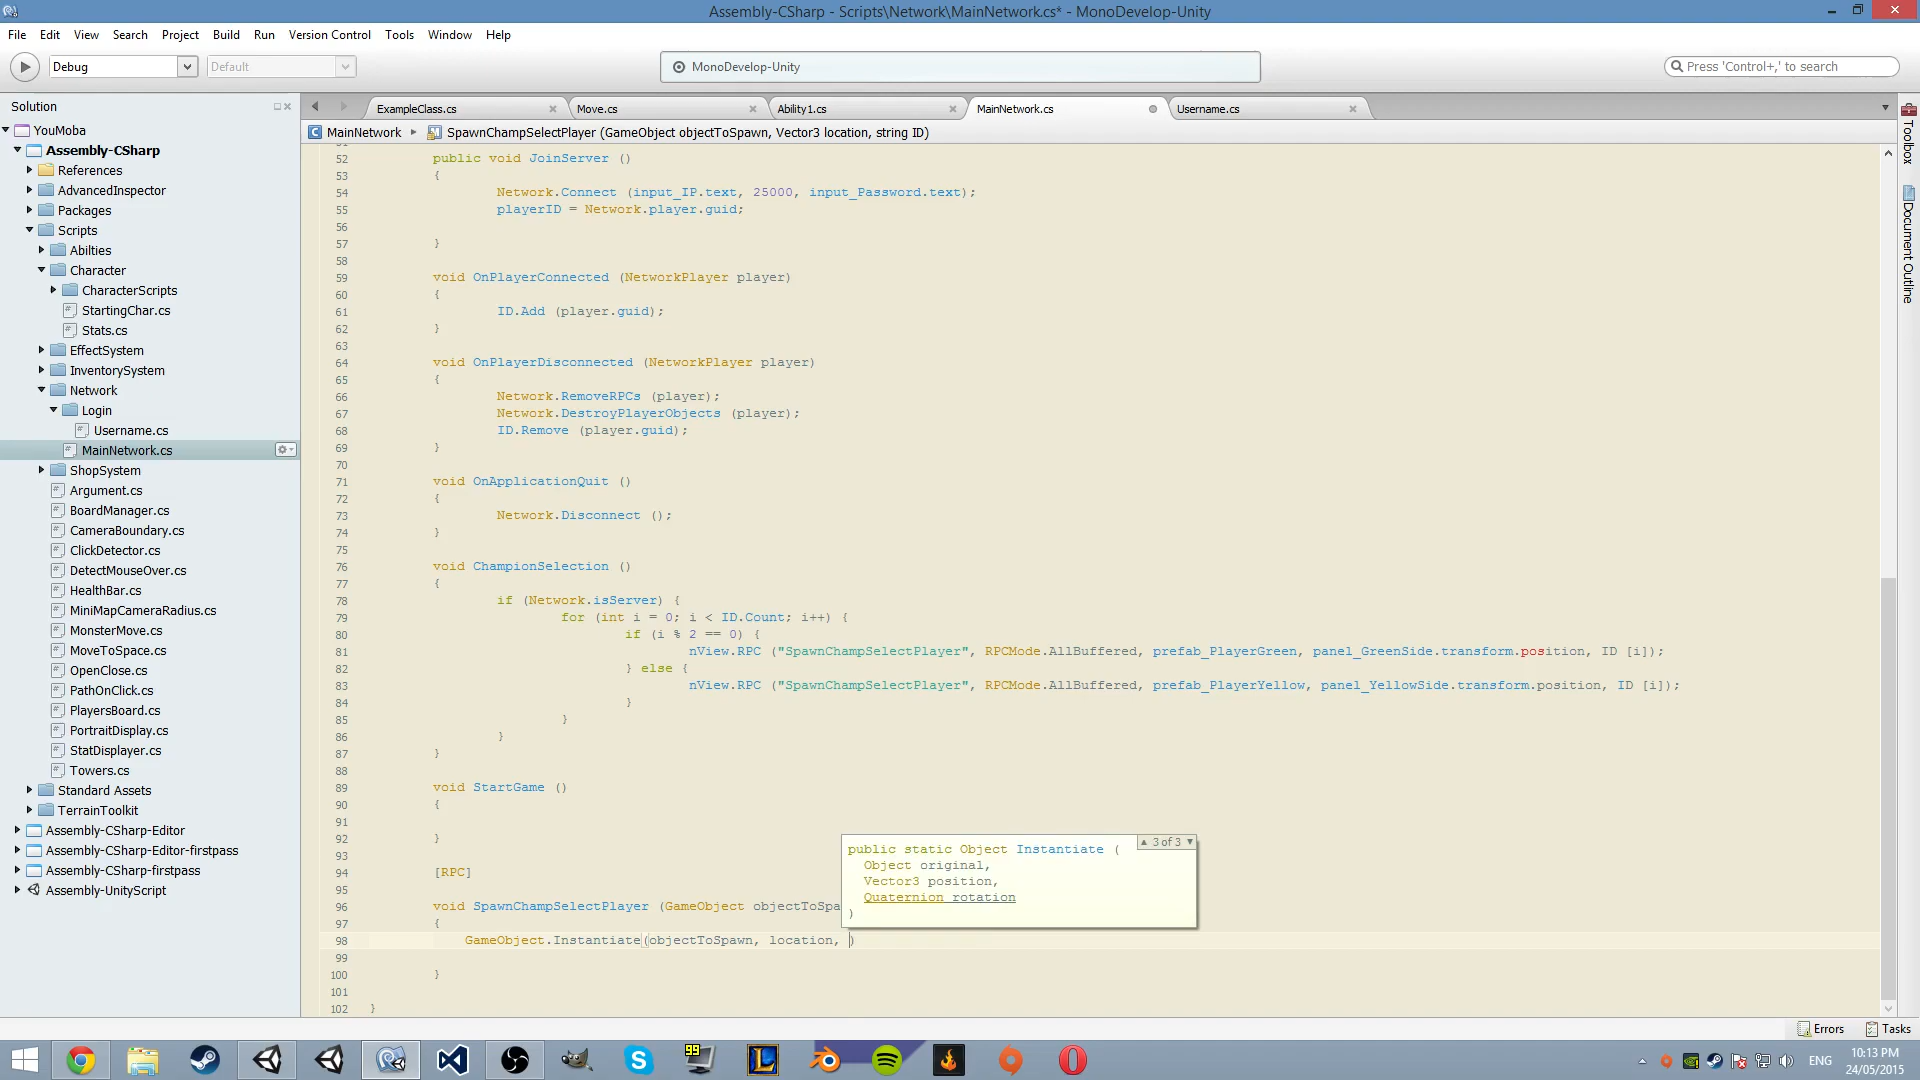 Assembly-CSharp - Scripts\Network\MainNetwork.cs* - MonoDevelop-Unity
File Edit View Search Project Build Run Version Control Tools Window Help
Debug
Default
MonoDevelop-Unity
Press 'Control+,' to search
Solution
YouMoba
Assembly-CSharp
References
AdvancedInspector
Packages
Scripts
Abilties
Character
CharacterScripts
StartingChar.cs
Stats.cs
EffectSystem
InventorySystem
Network
Login
Username.cs
MainNetwork.cs
ShopSystem
Argument.cs
BoardManager.cs
CameraBoundary.cs
ClickDetector.cs
DetectMouseOver.cs
HealthBar.cs
MiniMapCameraRadius.cs
MonsterMove.cs
MoveToSpace.cs
OpenClose.cs
PathOnClick.cs
PlayersBoard.cs
PortraitDisplay.cs
StatDisplayer.cs
Towers.cs
Standard Assets
TerrainToolkit
Assembly-CSharp-Editor
Assembly-CSharp-Editor-firstpass
Assembly-CSharp-firstpass
Assembly-UnityScript
ExampleClass.cs Move.cs Ability1.cs MainNetwork.cs Username.cs
MainNetwork SpawnChampSelectPlayer (GameObject objectToSpawn, Vector3 location, string ID)
52 public void JoinServer ()
53 {
54 Network.Connect (input_IP.text, 25000, input_Password.text);
55 playerID = Network.player.guid;
56
57 }
58
59 void OnPlayerConnected (NetworkPlayer player)
60 {
61 ID.Add (player.guid);
62 }
63
64 void OnPlayerDisconnected (NetworkPlayer player)
65 {
66 Network.RemoveRPCs (player);
67 Network.DestroyPlayerObjects (player);
68 ID.Remove (player.guid);
69 }
70
71 void OnApplicationQuit ()
72 {
73 Network.Disconnect ();
74 }
75
76 void ChampionSelection ()
77 {
78 if (Network.isServer) {
79 for (int i = 0; i < ID.Count; i++) {
80 if (i % 2 == 0) {
81 nView.RPC ("SpawnChampSelectPlayer", RPCMode.AllBuffered, prefab_PlayerGreen, panel_GreenSide.transform.position, ID [i]);
82 } else {
83 nView.RPC ("SpawnChampSelectPlayer", RPCMode.AllBuffered, prefab_PlayerYellow, panel_YellowSide.transform.position, ID [i]);
84 }
85 }
86 }
87 }
88
89 void StartGame ()
90 {
91
92 }
93
94 [RPC]
95
96 void SpawnChampSelectPlayer (GameObject objectToSpa
97 {
98 GameObject.Instantiate(objectToSpawn, location, )
99
100 }
101
102 }
3 of 3
public static Object Instantiate (
Object original,
Vector3 position,
Quaternion rotation
)
Toolbox
Document Outline
Errors Tasks
99
ENG
10:13 PM
24/05/2015